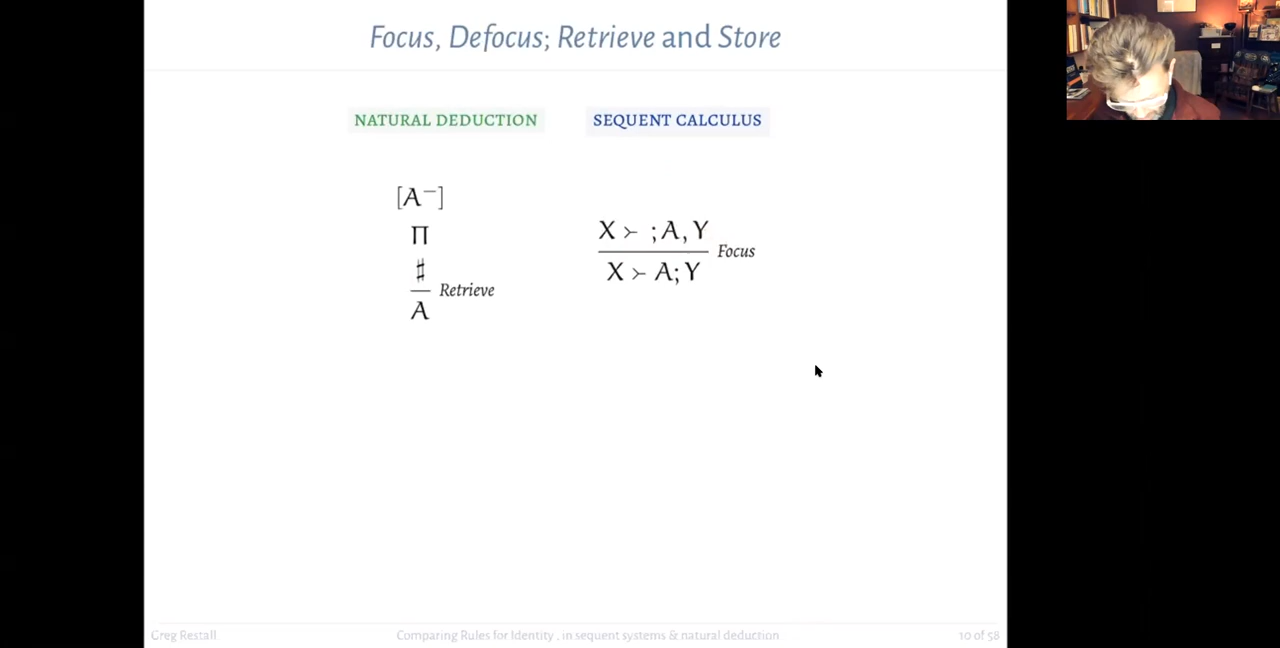 Focus, Defocus; Retrieve and Store
NATURAL DEDUCTION
[A⁻]
Π
♯
Retrieve
A
SEQUENT CALCULUS
X ≻ ; A, Y
Focus
X ≻ A; Y
Greg Restall
Comparing Rules for Identity , in sequent systems & natural deduction
10 of 58